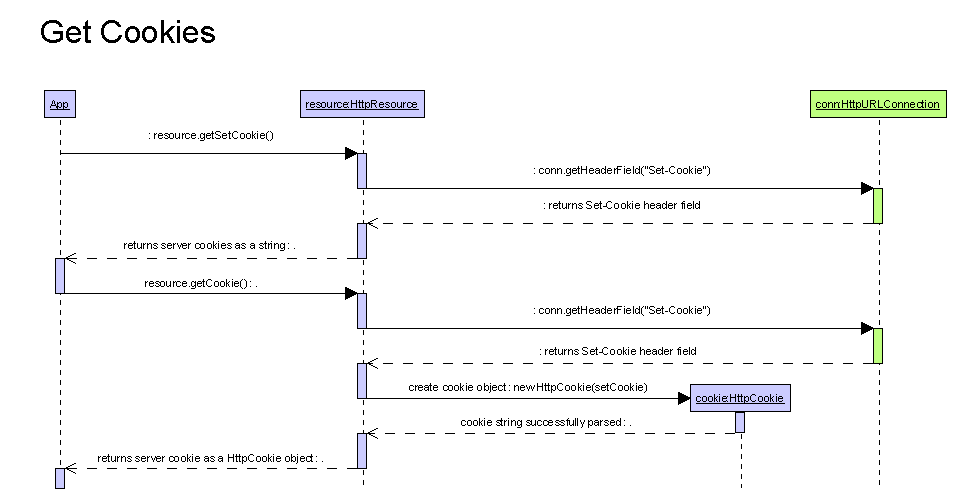 Get Cookies
App
resource:HttpResource
conn:HttpURLConnection
: resource.getSetCookie()
: conn.getHeaderField("Set-Cookie")
: returns Set-Cookie header field
returns server cookies as a string : .
resource.getCookie() : .
: conn.getHeaderField("Set-Cookie")
: returns Set-Cookie header field
create cookie object : new HttpCookie(setCookie)
cookie:HttpCookie
cookie string successfully parsed : .
returns server cookie as a HttpCookie object : .